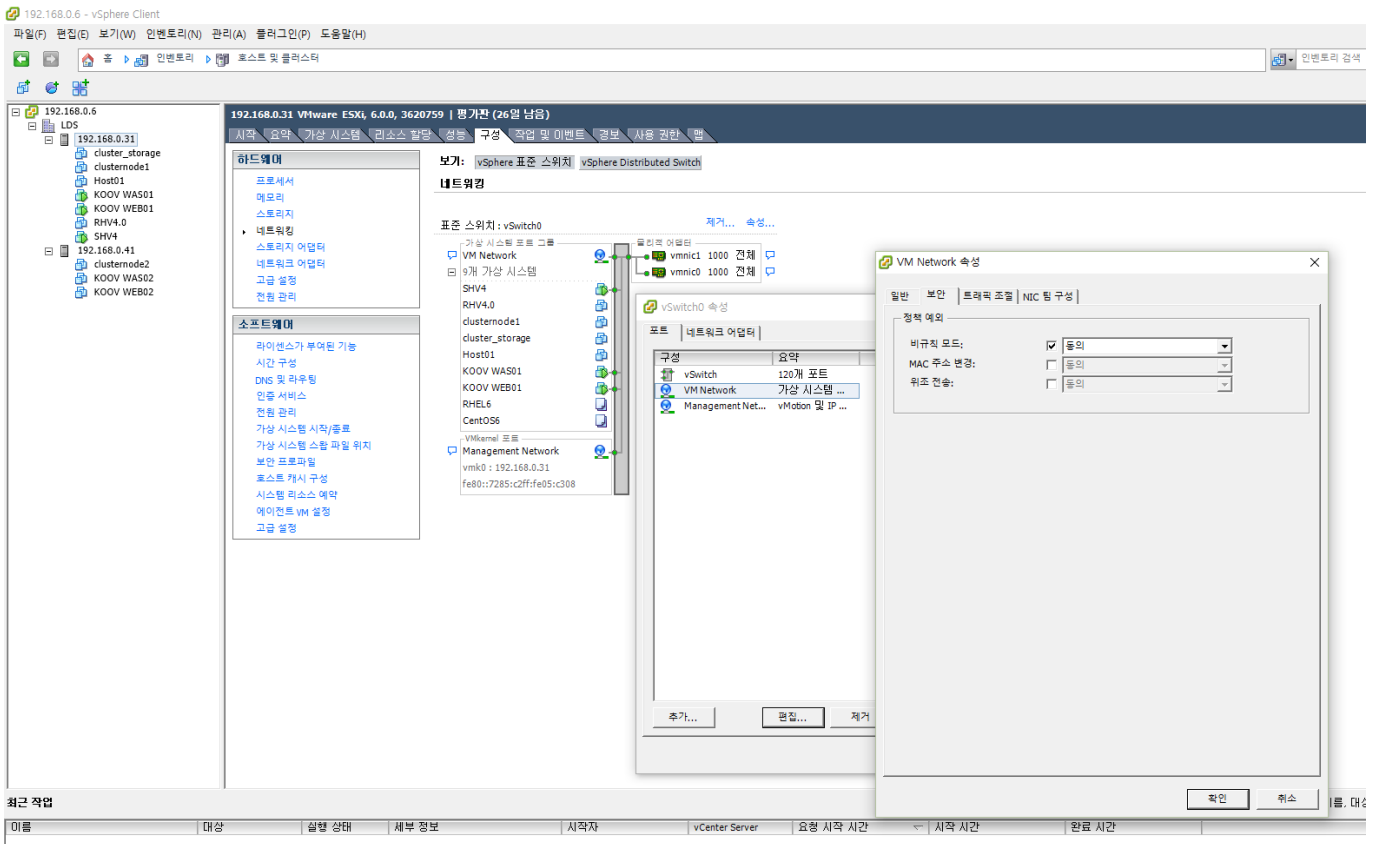 192.168.0.6 - vSphere Client
파일(F) 편집(E) 보기(W) 인벤토리(N) 관리(A) 플러그인(P) 도움말(H)
홈 인벤토리 호스트 및 클러스터
인벤토리 검색
192.168.0.6
LDS
192.168.0.31
cluster_storage
clusternode1
Host01
KOOV WAS01
KOOV WEB01
RHV4.0
SHV4
192.168.0.41
clusternode2
KOOV WAS02
KOOV WEB02
192.168.0.31 VMware ESXi, 6.0.0, 3620759 | 평가판 (26일 남음)
시작 요약 가상 시스템 리소스 할당 성능 구성 작업 및 이벤트 경보 사용 권한 맵
하드웨어
프로세서
메모리
스토리지
네트워킹
스토리지 어댑터
네트워크 어댑터
고급 설정
전원 관리
소프트웨어
라이센스가 부여된 기능
시간 구성
DNS 및 라우팅
인증 서비스
전원 관리
가상 시스템 시작/종료
가상 시스템 스왑 파일 위치
보안 프로파일
호스트 캐시 구성
시스템 리소스 예약
에이전트 VM 설정
고급 설정
보기: vSphere 표준 스위치 vSphere Distributed Switch
네트워킹
표준 스위치 : vSwitch0 제거... 속성...
가상 시스템 포트 그룹
VM Network
9개 가상 시스템
SHV4
RHV4.0
clusternode1
cluster_storage
Host01
KOOV WAS01
KOOV WEB01
RHEL6
CentOS6
VMkernel 포트
Management Network
vmk0 : 192.168.0.31
fe80::7285:c2ff:fe05:c308
물리적 어댑터
vmnic1 1000 전체
vmnic0 1000 전체
vSwitch0 속성
포트 네트워크 어댑터
구성 요약
vSwitch 120개 포트
VM Network 가상 시스템 ...
Management Net... vMotion 및 IP ...
추가... 편집... 제거
VM Network 속성
일반 보안 트래픽 조절 NIC 팀 구성
정책 예외
비규칙 모드: 동의
MAC 주소 변경: 동의
위조 전송: 동의
확인 취소
최근 작업
이름 대상 실행 상태 세부 정보 시작자 vCenter Server 요청 시작 시간 시작 시간 완료 시간